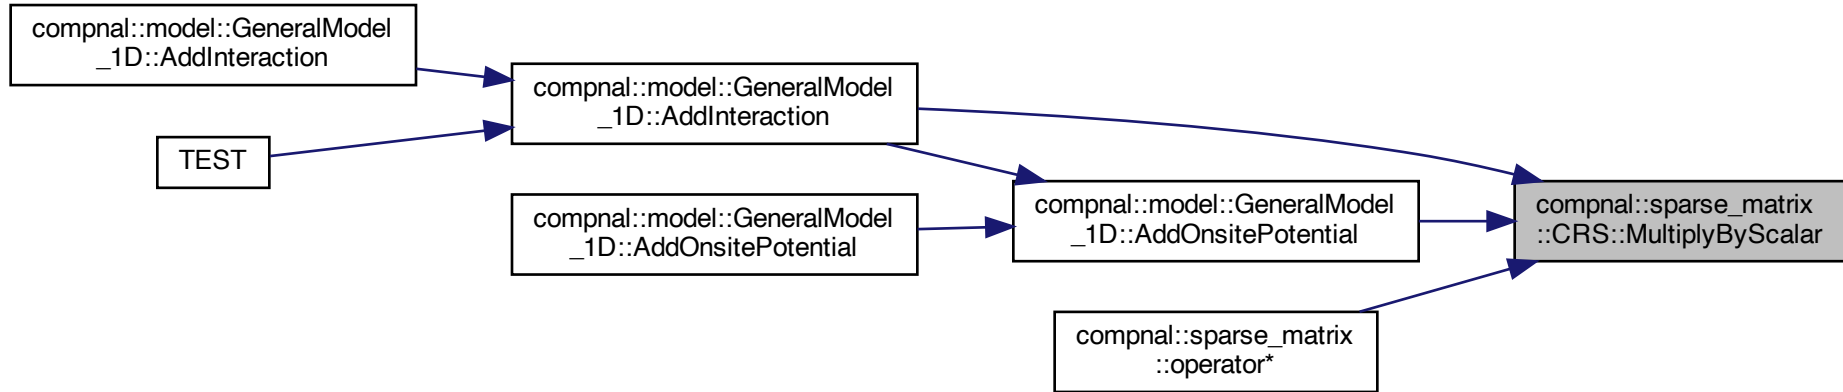 compnal::model::GeneralModel
_1D::AddInteraction
TEST
compnal::model::GeneralModel
_1D::AddInteraction
compnal::model::GeneralModel
_1D::AddOnsitePotential
compnal::model::GeneralModel
_1D::AddOnsitePotential
compnal::sparse_matrix
::operator*
compnal::sparse_matrix
::CRS::MultiplyByScalar